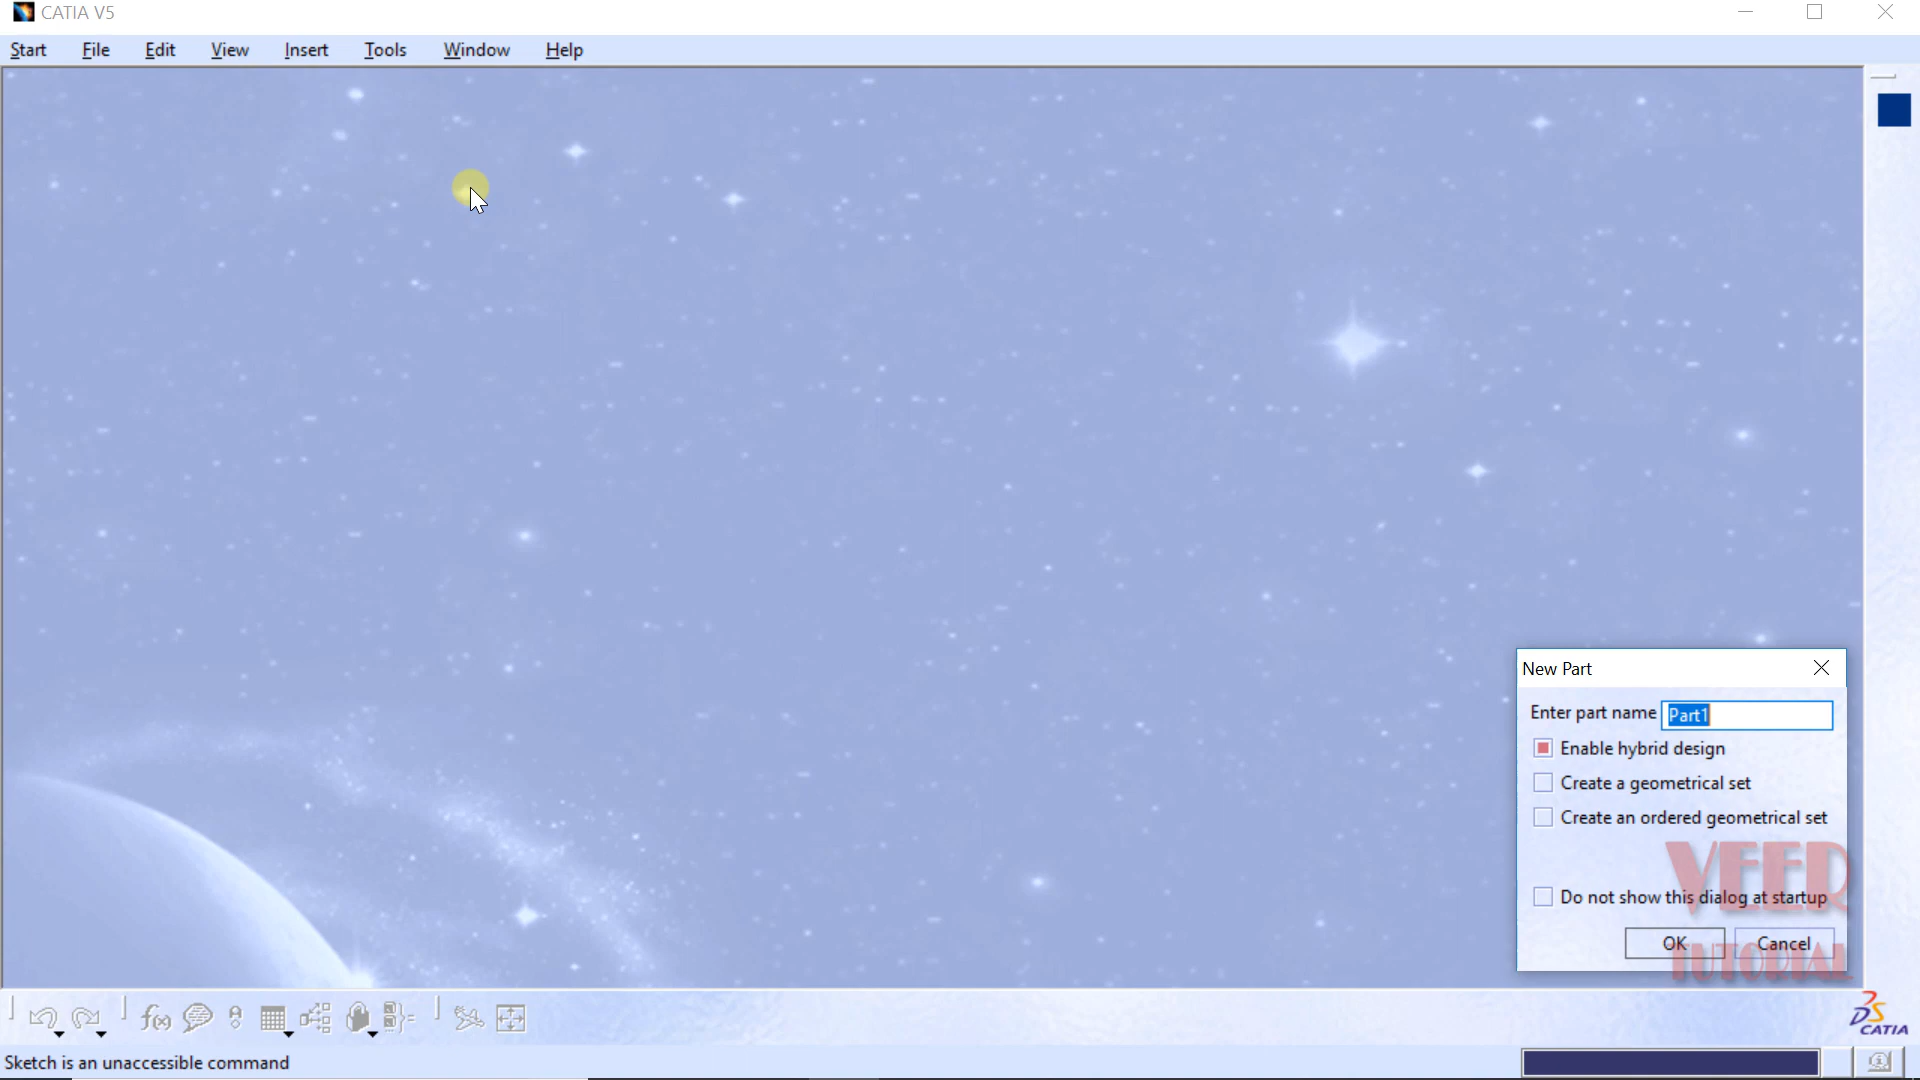 CATIA V5
Start File Edit View Insert Tools Window Help
New Part
Enter part name Part1
Enable hybrid design
Create a geometrical set
Create an ordered geometrical set
Do not show this dialog at startup
VEER
OK Cancel
TUTORIAL
f(x)
DS CATIA
Sketch is an unaccessible command